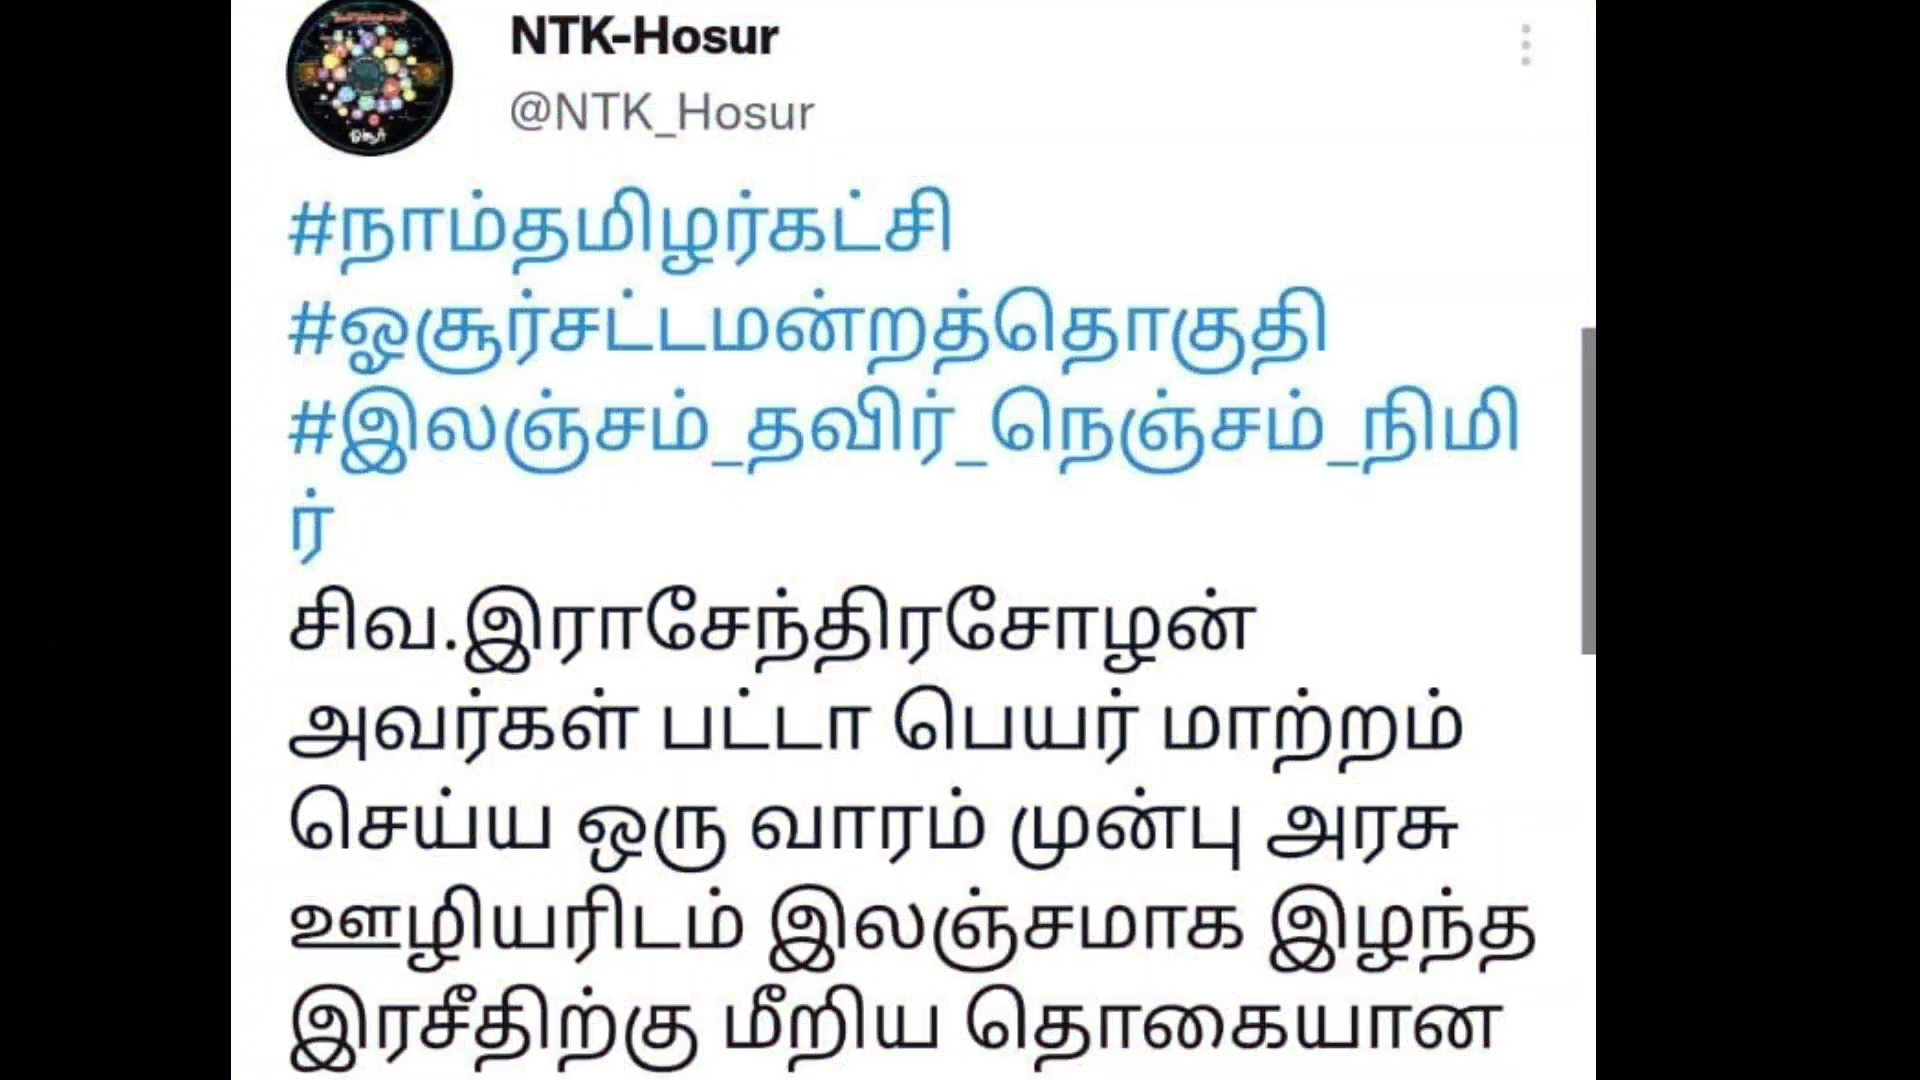 NTK-Hosur
@NTK_Hosur
#நாம்தமிழர்கட்சி
#ஓசூர்சட்டமன்றத்தொகுதி
#இலஞ்சம்_தவிர்_நெஞ்சம்_நிமி
ர்
சிவ.இராசேந்திரசோழன்
அவர்கள் பட்டா பெயர் மாற்றம்
செய்ய ஒரு வாரம் முன்பு அரசு
ஊழியரிடம் இலஞ்சமாக இழந்த
இரசீதிற்கு மீறிய தொகையான